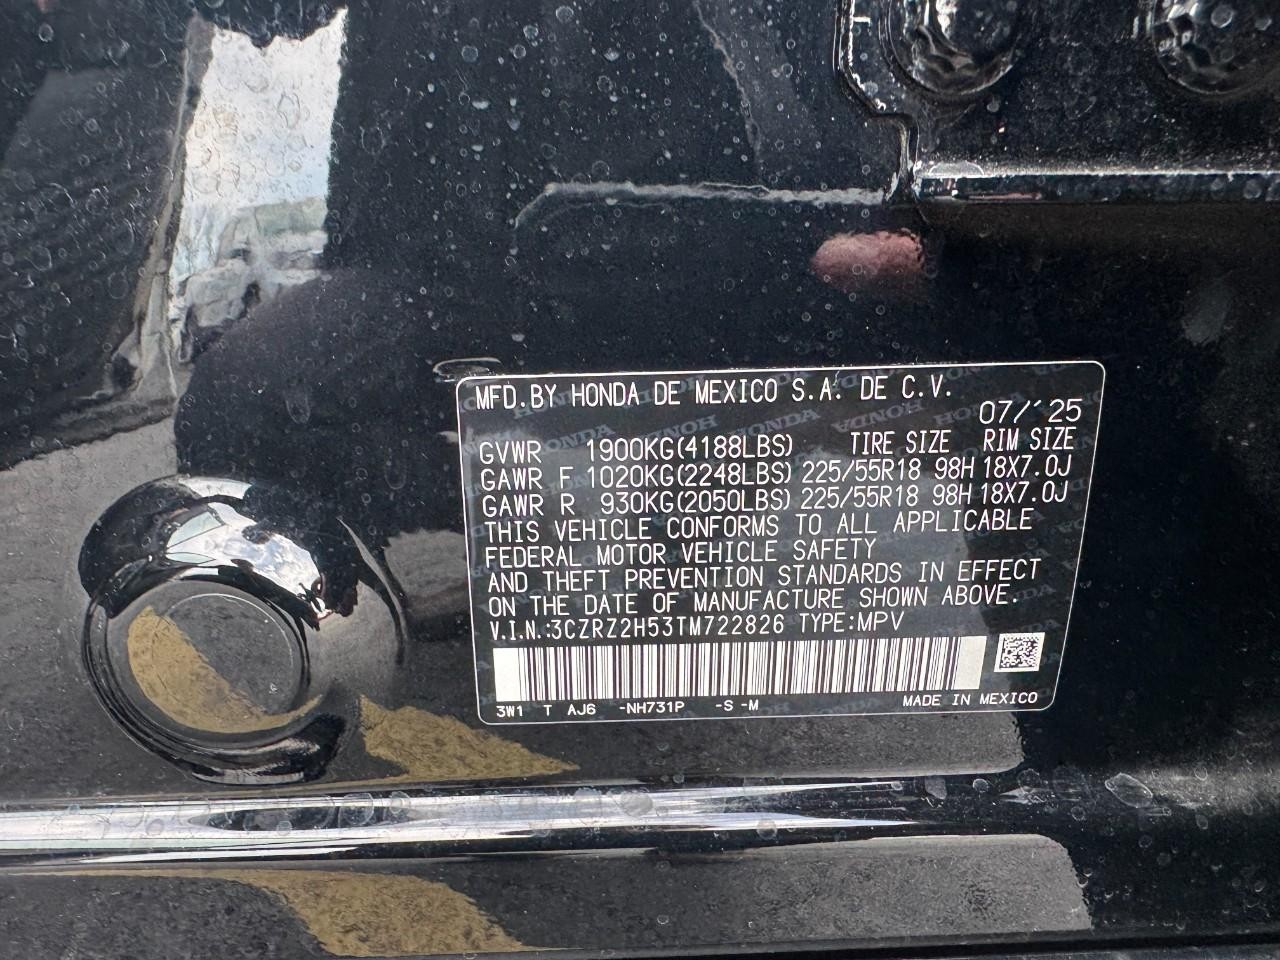 MFD.BY HONDA DE MEXICO S.A. DE C.V.
07/'25
GVWR 1900KG(4188LBS) TIRE SIZE RIM SIZE
GAWR F 1020KG(2248LBS) 225/55R18 98H 18X7.0J
GAWR R 930KG(2050LBS) 225/55R18 98H 18X7.0J
THIS VEHICLE CONFORMS TO ALL APPLICABLE
FEDERAL MOTOR VEHICLE SAFETY
AND THEFT PREVENTION STANDARDS IN EFFECT
ON THE DATE OF MANUFACTURE SHOWN ABOVE.
V.I.N.:3CZRZ2H53TM722826 TYPE:MPV
3W1 T AJ6 -NH731P -S -M MADE IN MEXICO